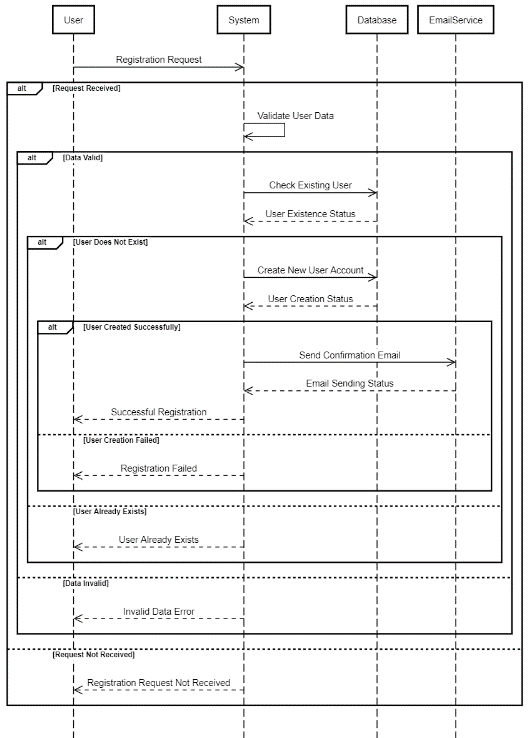 User System Database EmailService
Registration Request
alt [Request Received]
Validate User Data
alt [Data Valid]
Check Existing User
User Existence Status
alt [User Does Not Exist]
Create New User Account
User Creation Status
alt [User Created Successfully]
Send Confirmation Email
Email Sending Status
Successful Registration
[User Creation Failed]
Registration Failed
[User Already Exists]
User Already Exists
[Data Invalid]
Invalid Data Error
[Request Not Received]
Registration Request Not Received